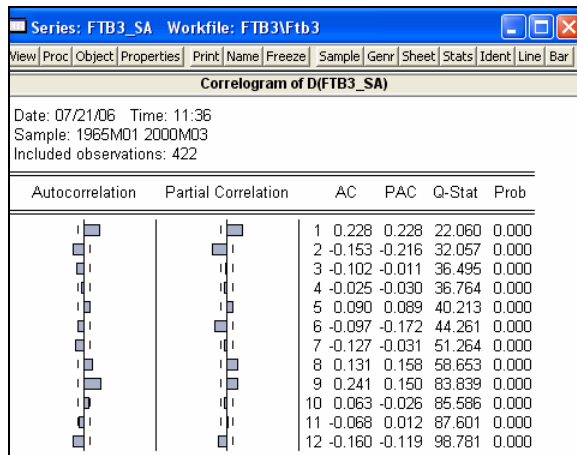 Series: FTB3_SA Workfile: FTB3\Ftb3
View Proc Object Properties Print Name Freeze Sample Genr Sheet Stats Ident Line Bar
Correlogram of D(FTB3_SA)
Date: 07/21/06 Time: 11:36
Sample: 1965M01 2000M03
Included observations: 422
Autocorrelation Partial Correlation AC PAC Q-Stat Prob
1 0.228 0.228 22.060 0.000
2 -0.153 -0.216 32.057 0.000
3 -0.102 -0.011 36.495 0.000
4 -0.025 -0.030 36.764 0.000
5 0.090 0.089 40.213 0.000
6 -0.097 -0.172 44.261 0.000
7 -0.127 -0.031 51.264 0.000
8 0.131 0.158 58.653 0.000
9 0.241 0.150 83.839 0.000
10 0.063 -0.026 85.586 0.000
11 -0.068 0.012 87.601 0.000
12 -0.160 -0.119 98.781 0.000